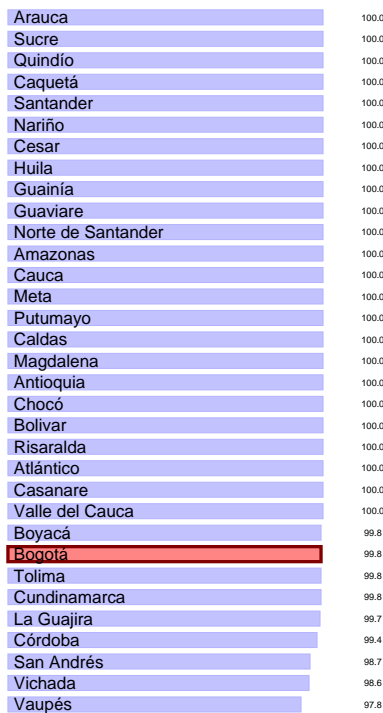 Arauca 100.0
Sucre 100.0
Quindío 100.0
Caquetá 100.0
Santander 100.0
Nariño 100.0
Cesar 100.0
Huila 100.0
Guainía 100.0
Guaviare 100.0
Norte de Santander 100.0
Amazonas 100.0
Cauca 100.0
Meta 100.0
Putumayo 100.0
Caldas 100.0
Magdalena 100.0
Antioquia 100.0
Chocó 100.0
Bolivar 100.0
Risaralda 100.0
Atlántico 100.0
Casanare 100.0
Valle del Cauca 100.0
Boyacá 99.8
Bogotá 99.8
Tolima 99.8
Cundinamarca 99.8
La Guajira 99.7
Córdoba 99.4
San Andrés 98.7
Vichada 98.6
Vaupés 97.8